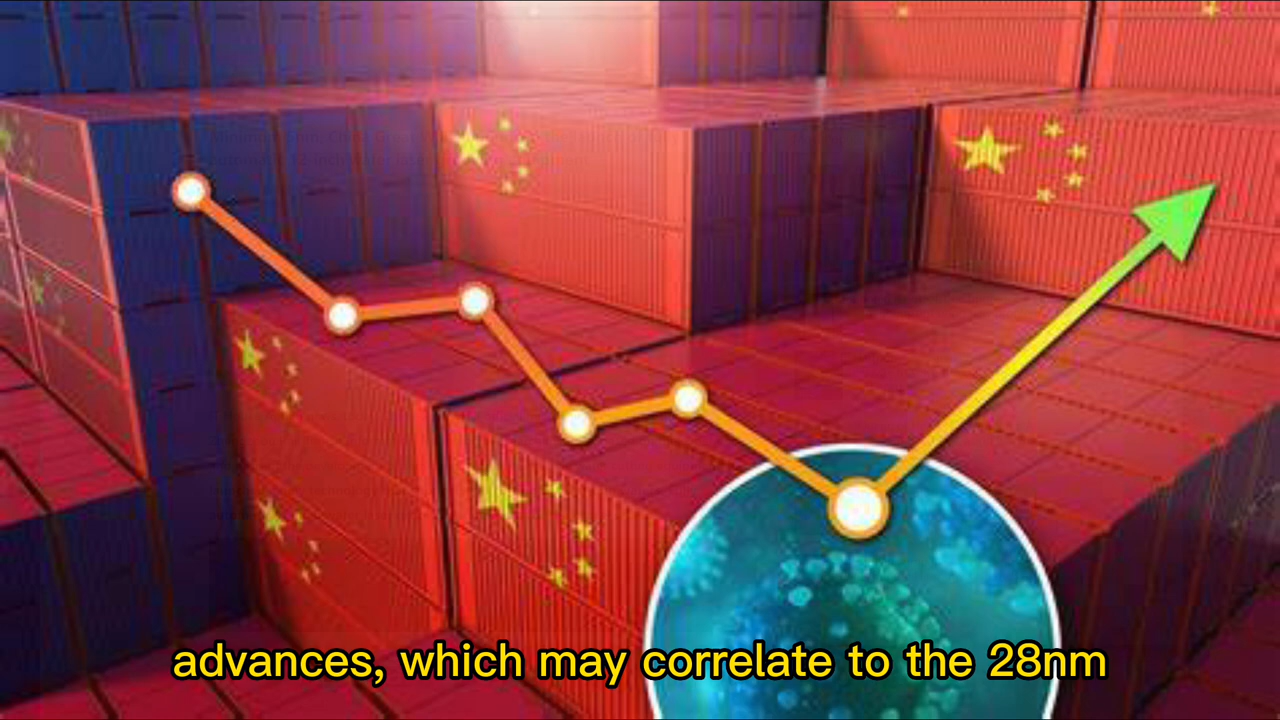 advances, which may correlate to the 28nm